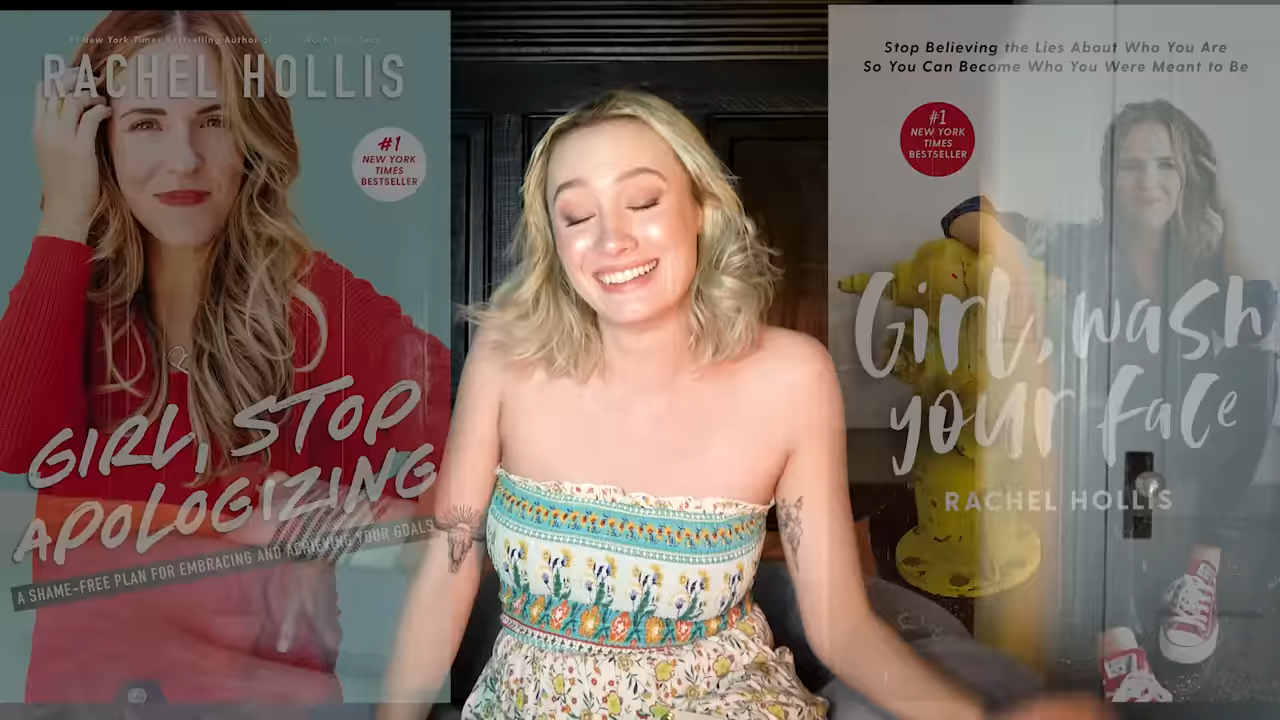 #1 New York Times Bestselling Author of Wash Face
RACHEL HOLLIS
#1
NEW YORK
TIMES
BESTSELLER
GIRL, STOP
APOLOGIZING
A SHAME-FREE PLAN FOR EMBRACING AND ACHIEVING YOUR GOALS
Stop Believing the Lies About Who You Are
So You Can Become Who You Were Meant to Be
#1
NEW YORK
TIMES
BESTSELLER
Girl, wash
your face
RACHEL HOLLIS